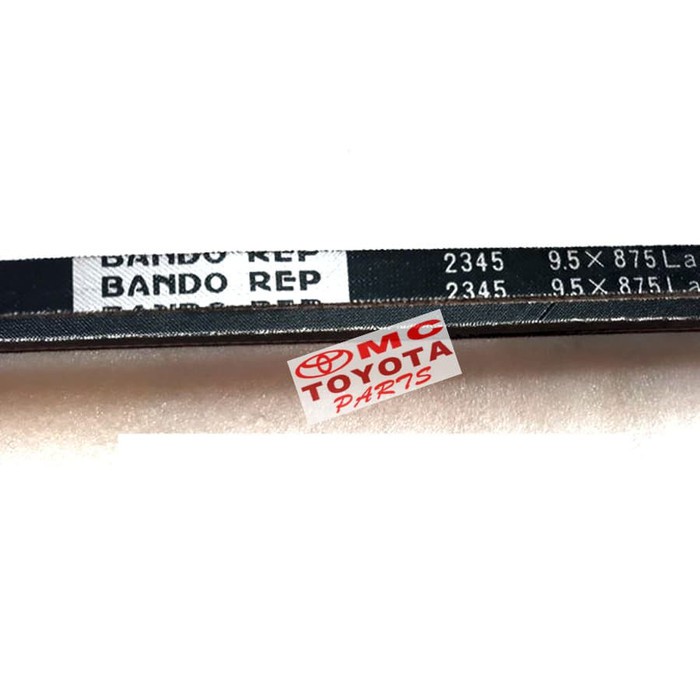 BANDO REP 2345 9.5×875La
BANDO REP 2345 9.5×875La
MC
TOYOTA
PARTS